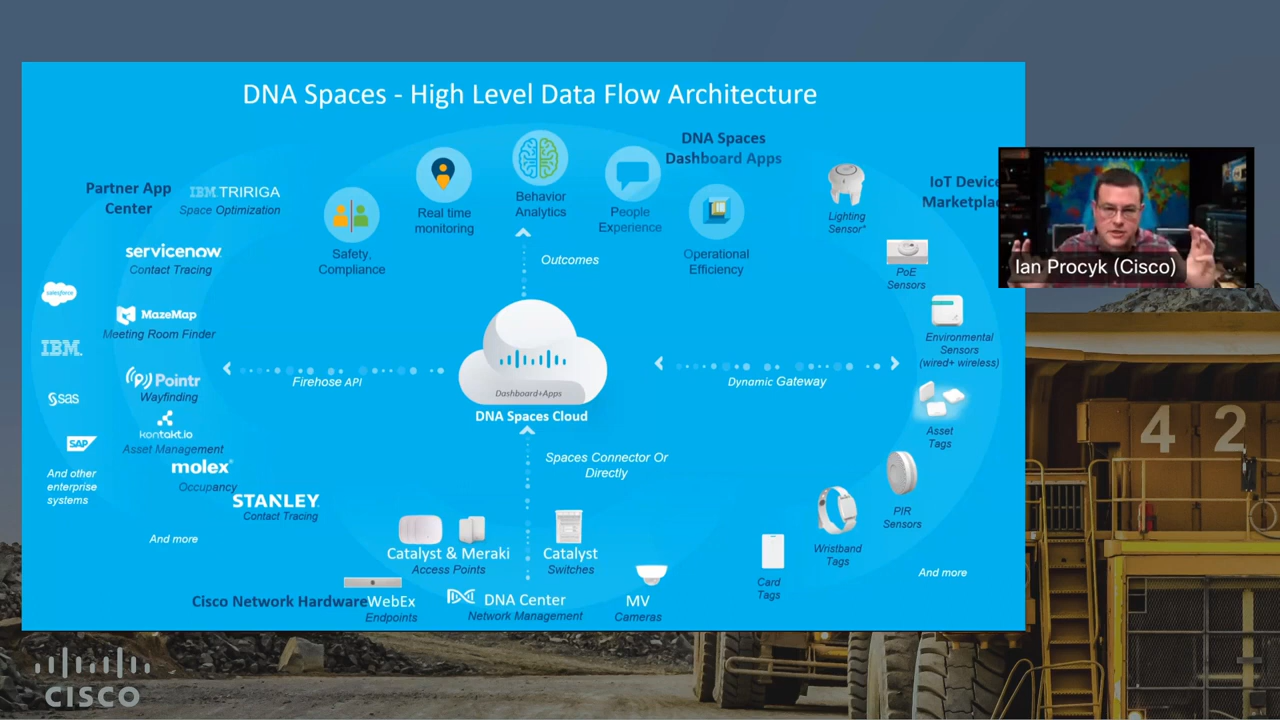 DNA Spaces - High Level Data Flow Architecture
DNA Spaces
Dashboard Apps
Partner App
Center
IBM TRIRIGA
Space Optimization
servicenow
Contact Tracing
MazeMap
Meeting Room Finder
Pointr
Wayfinding
kontakt.io
Asset Management
molex
Occupancy
STANLEY
Contact Tracing
And more
salesforce
IBM
sas
SAP
And other
enterprise
systems
Safety,
Compliance
Real time
monitoring
Behavior
Analytics
People
Experience
Operational
Efficiency
Outcomes
Firehose API
Dashboard+Apps
DNA Spaces Cloud
Dynamic Gateway
Spaces Connector Or
Directly
IoT Device
Lighting
Sensor*
PoE
Sensors
Environmental
Sensors
(wired+ wireless)
Asset
Tags
PIR
Sensors
Wristband
Tags
Card
Tags
And more
Catalyst & Meraki
Access Points
Catalyst
Switches
Cisco Network Hardware
WebEx
Endpoints
DNA Center
Network Management
MV
Cameras
Ian Procyk (Cisco)
4 2
CISCO